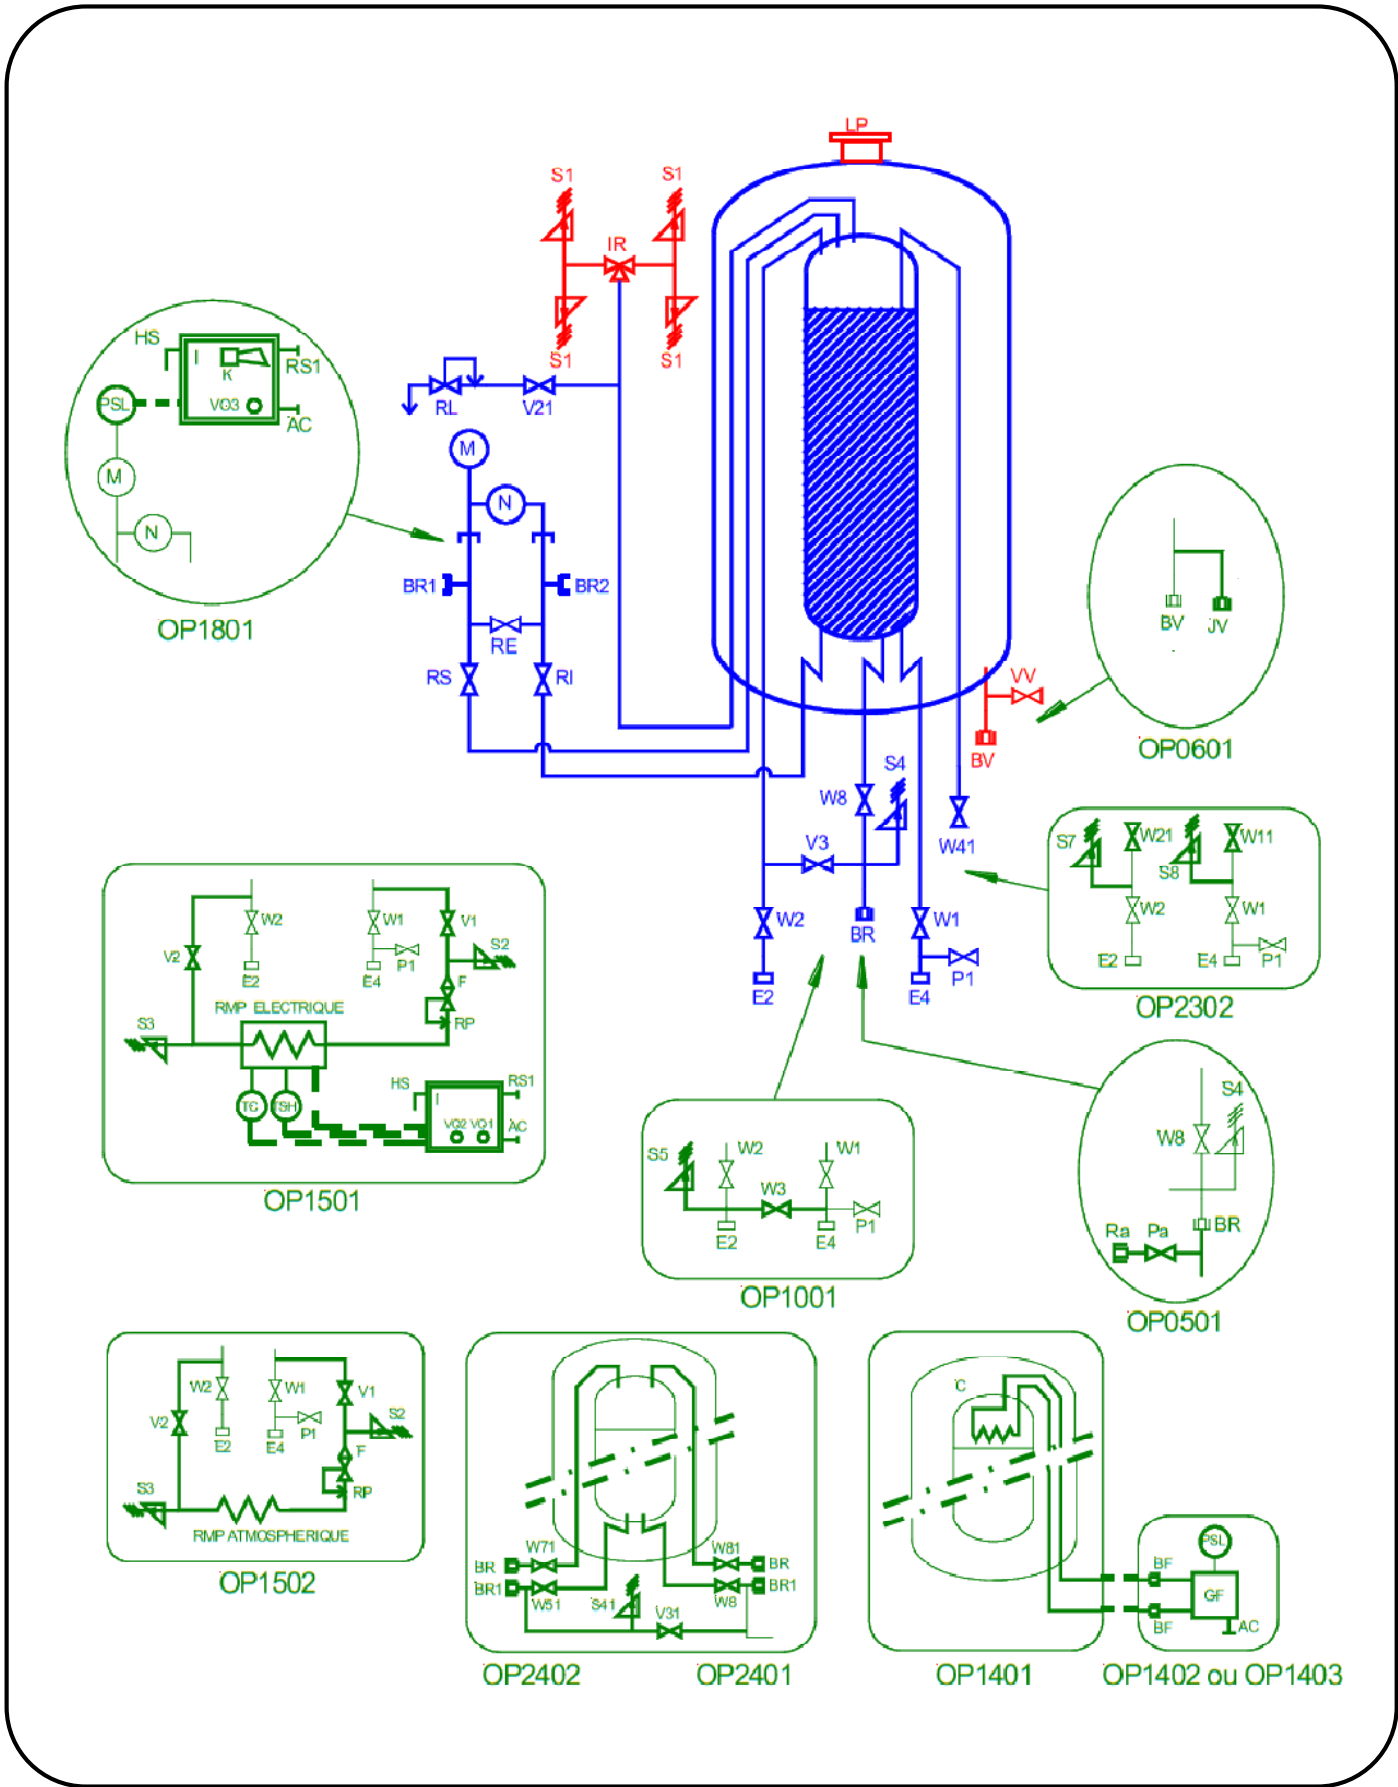 LP
S1
S1
IR
S1
S1
RL
V21
M
N
BR1
BR2
RE
RS
RI
HS
I
K
RS1
PSL
VO3
AC
M
N
OP1801
BV
JV
OP0601
VV
BV
S4
W8
V3
W41
W2
BR
W1
P1
E2
E4
S7
W21
S8
W11
W2
W1
E2
E4
P1
OP2302
W2
W1
V1
V2
S2
P1
E2
E4
F
RMP ELECTRIQUE
S3
RP
HS
I
RS1
TC
TSH
VO2 VO1
AC
OP1501
S5
W2
W1
W3
E2
E4
P1
OP1001
S4
W8
BR
Ra
Pa
OP0501
W2
W1
V1
V2
S2
E2
E4
P1
F
S3
RP
RMP ATMOSPHERIQUE
OP1502
W71
W81
BR
BR
BR1
BR1
W51
S41
V31
W8
OP2402
OP2401
C
OP1401
PSL
BF
GF
BF
AC
OP1402 ou OP1403